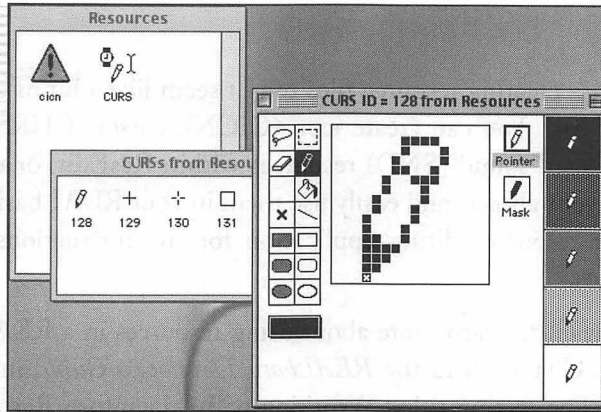 Resources
cicn
CURS
CURSs from Resou
128 129 130 131
CURS ID = 128 from Resources
Pointer
Mask